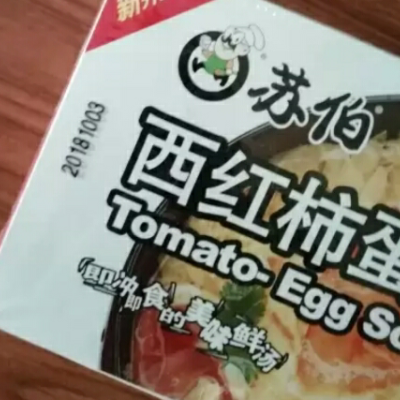 新
苏伯
20181003
西红柿蛋
Tomato- Egg So
即冲即食的美味鲜汤